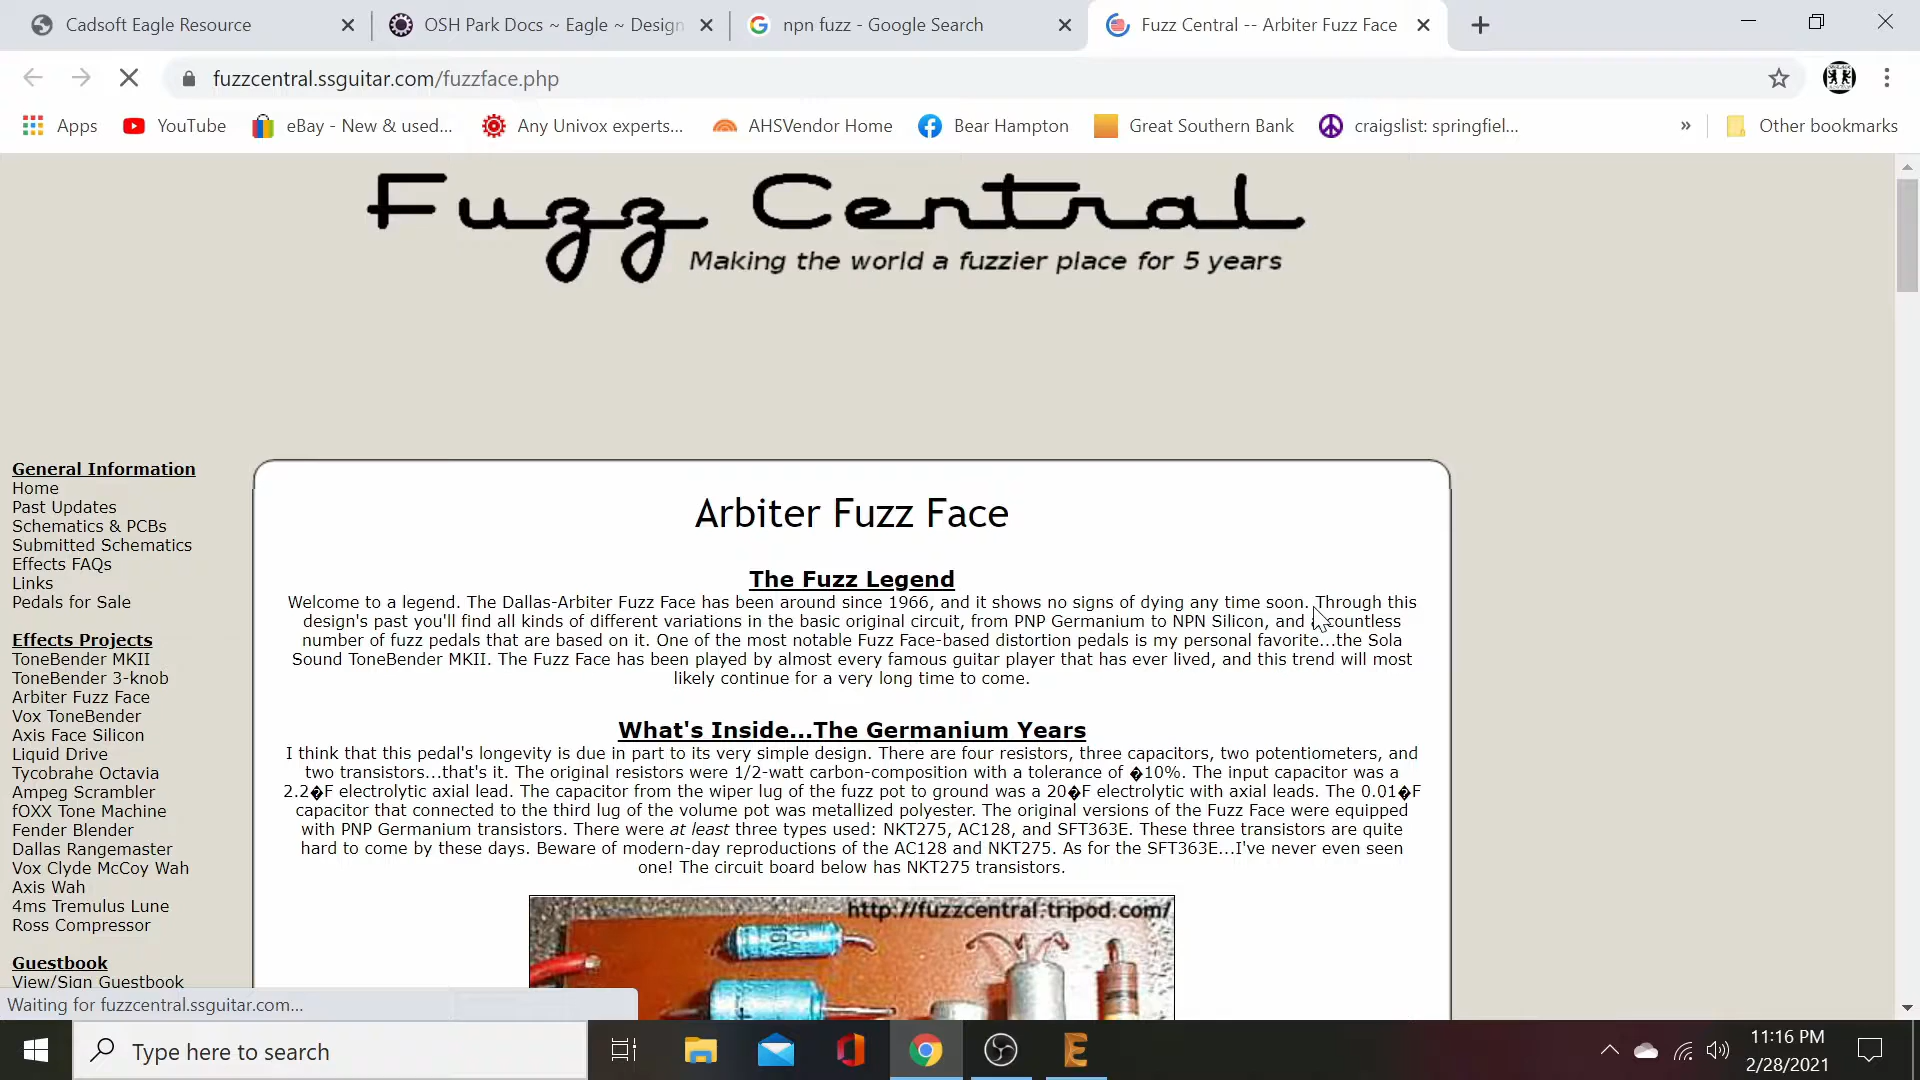 Cadsoft Eagle Resource
OSH Park Docs ~ Eagle ~ Design
npn fuzz - Google Search
Fuzz Central -- Arbiter Fuzz Face
fuzzcentral.ssguitar.com/fuzzface.php
Apps
YouTube
eBay - New & used...
Any Univox experts...
AHSVendor Home
Bear Hampton
Great Southern Bank
craigslist: springfiel...
»
Other bookmarks
Fuzz Central
Making the world a fuzzier place for 5 years
General Information
Home
Past Updates
Schematics & PCBs
Submitted Schematics
Effects FAQs
Links
Pedals for Sale
Effects Projects
ToneBender MKII
ToneBender 3-knob
Arbiter Fuzz Face
Vox ToneBender
Axis Face Silicon
Liquid Drive
Tycobrahe Octavia
Ampeg Scrambler
fOXX Tone Machine
Fender Blender
Dallas Rangemaster
Vox Clyde McCoy Wah
Axis Wah
4ms Tremulus Lune
Ross Compressor
Guestbook
View/Sign Guestbook
Arbiter Fuzz Face
The Fuzz Legend
Welcome to a legend. The Dallas-Arbiter Fuzz Face has been around since 1966, and it shows no signs of dying any time soon. Through this
design's past you'll find all kinds of different variations in the basic original circuit, from PNP Germanium to NPN Silicon, and countless
number of fuzz pedals that are based on it. One of the most notable Fuzz Face-based distortion pedals is my personal favorite...the Sola
Sound ToneBender MKII. The Fuzz Face has been played by almost every famous guitar player that has ever lived, and this trend will most
likely continue for a very long time to come.
What's Inside...The Germanium Years
I think that this pedal's longevity is due in part to its very simple design. There are four resistors, three capacitors, two potentiometers, and
two transistors...that's it. The original resistors were 1/2-watt carbon-composition with a tolerance of �10%. The input capacitor was a
2.2�F electrolytic axial lead. The capacitor from the wiper lug of the fuzz pot to ground was a 20�F electrolytic with axial leads. The 0.01�F
capacitor that connected to the third lug of the volume pot was metallized polyester. The original versions of the Fuzz Face were equipped
with PNP Germanium transistors. There were at least three types used: NKT275, AC128, and SFT363E. These three transistors are quite
hard to come by these days. Beware of modern-day reproductions of the AC128 and NKT275. As for the SFT363E...I've never even seen
one! The circuit board below has NKT275 transistors.
http://fuzzcentral.tripod.com/
Waiting for fuzzcentral.ssguitar.com...
Type here to search
11:16 PM
2/28/2021